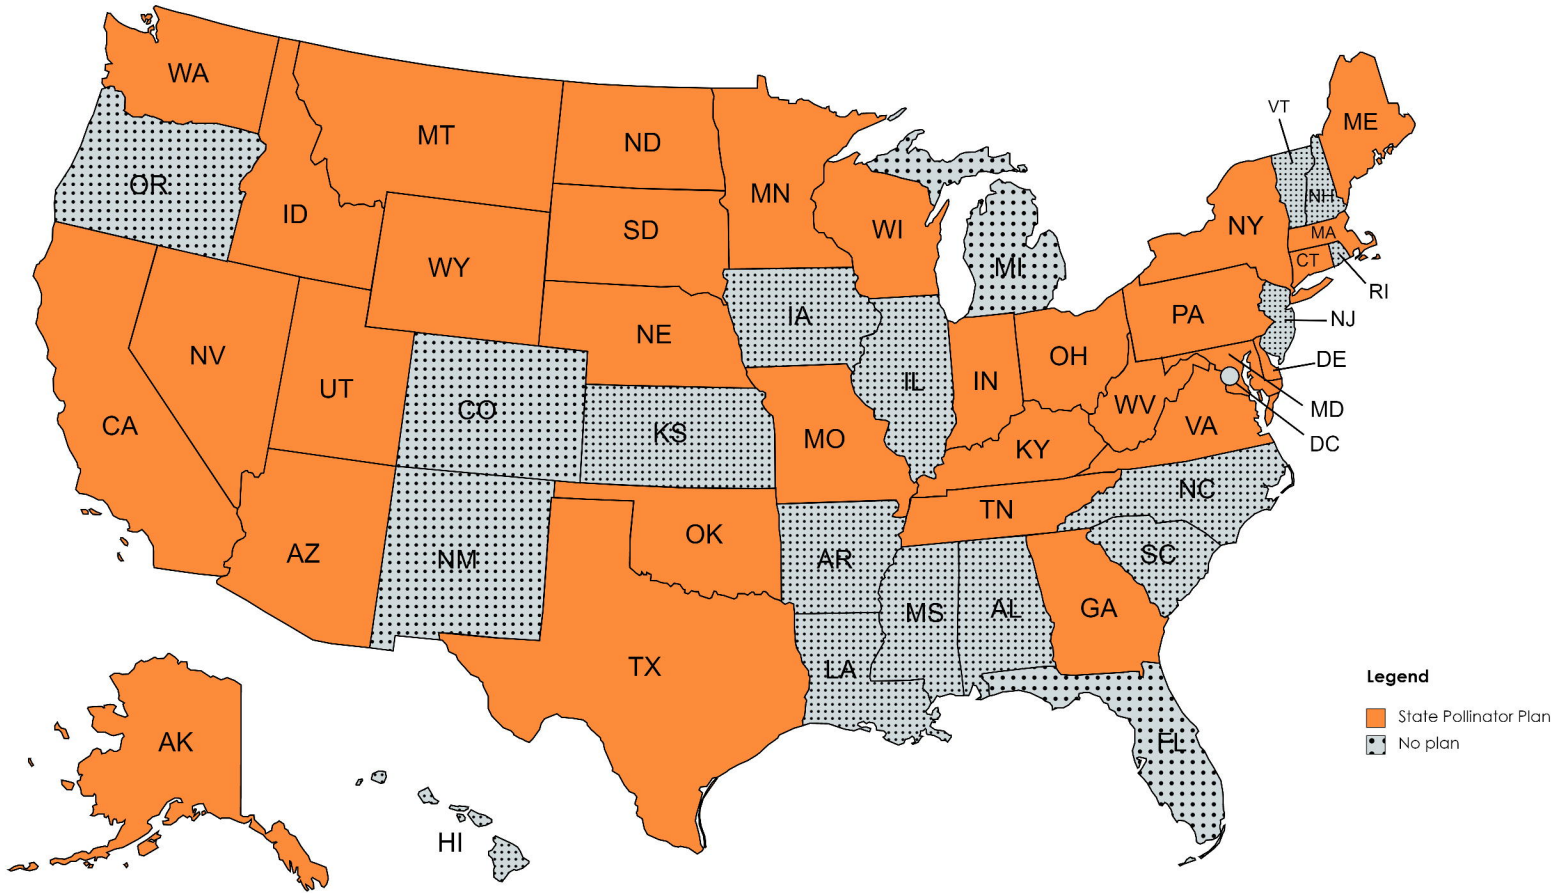 WA
MT
ND
MN
OR
ID
WY
SD
WI
MI
VT
ME
NH
NY
MA
CT
RI
NJ
PA
DE
MD
DC
NV
UT
CA
CO
NE
IA
KS
MO
IL
IN
OH
WV
VA
KY
NC
TN
SC
AZ
NM
OK
AR
MS
AL
GA
TX
LA
FL
AK
HI
Legend
State Pollinator Plan
No plan